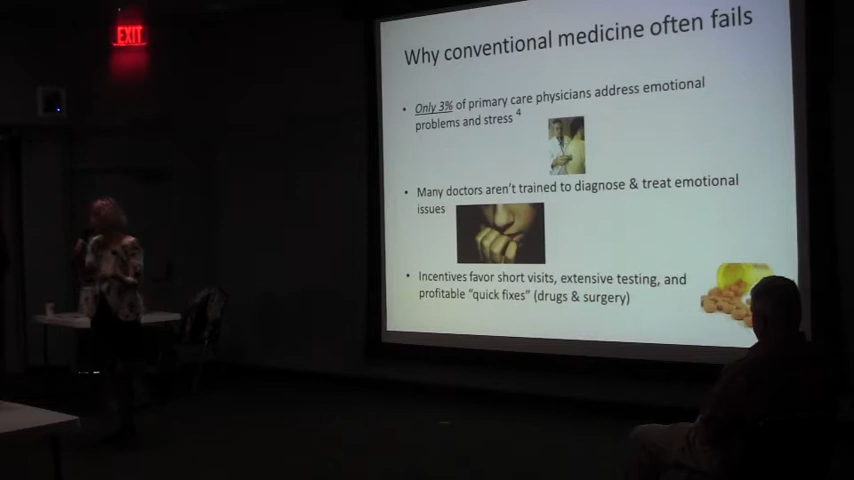 EXIT
Why conventional medicine often fails
• Only 3% of primary care physicians address emotional
problems and stress 4
• Many doctors aren't trained to diagnose & treat emotional
issues
• Incentives favor short visits, extensive testing, and
profitable "quick fixes" (drugs & surgery)